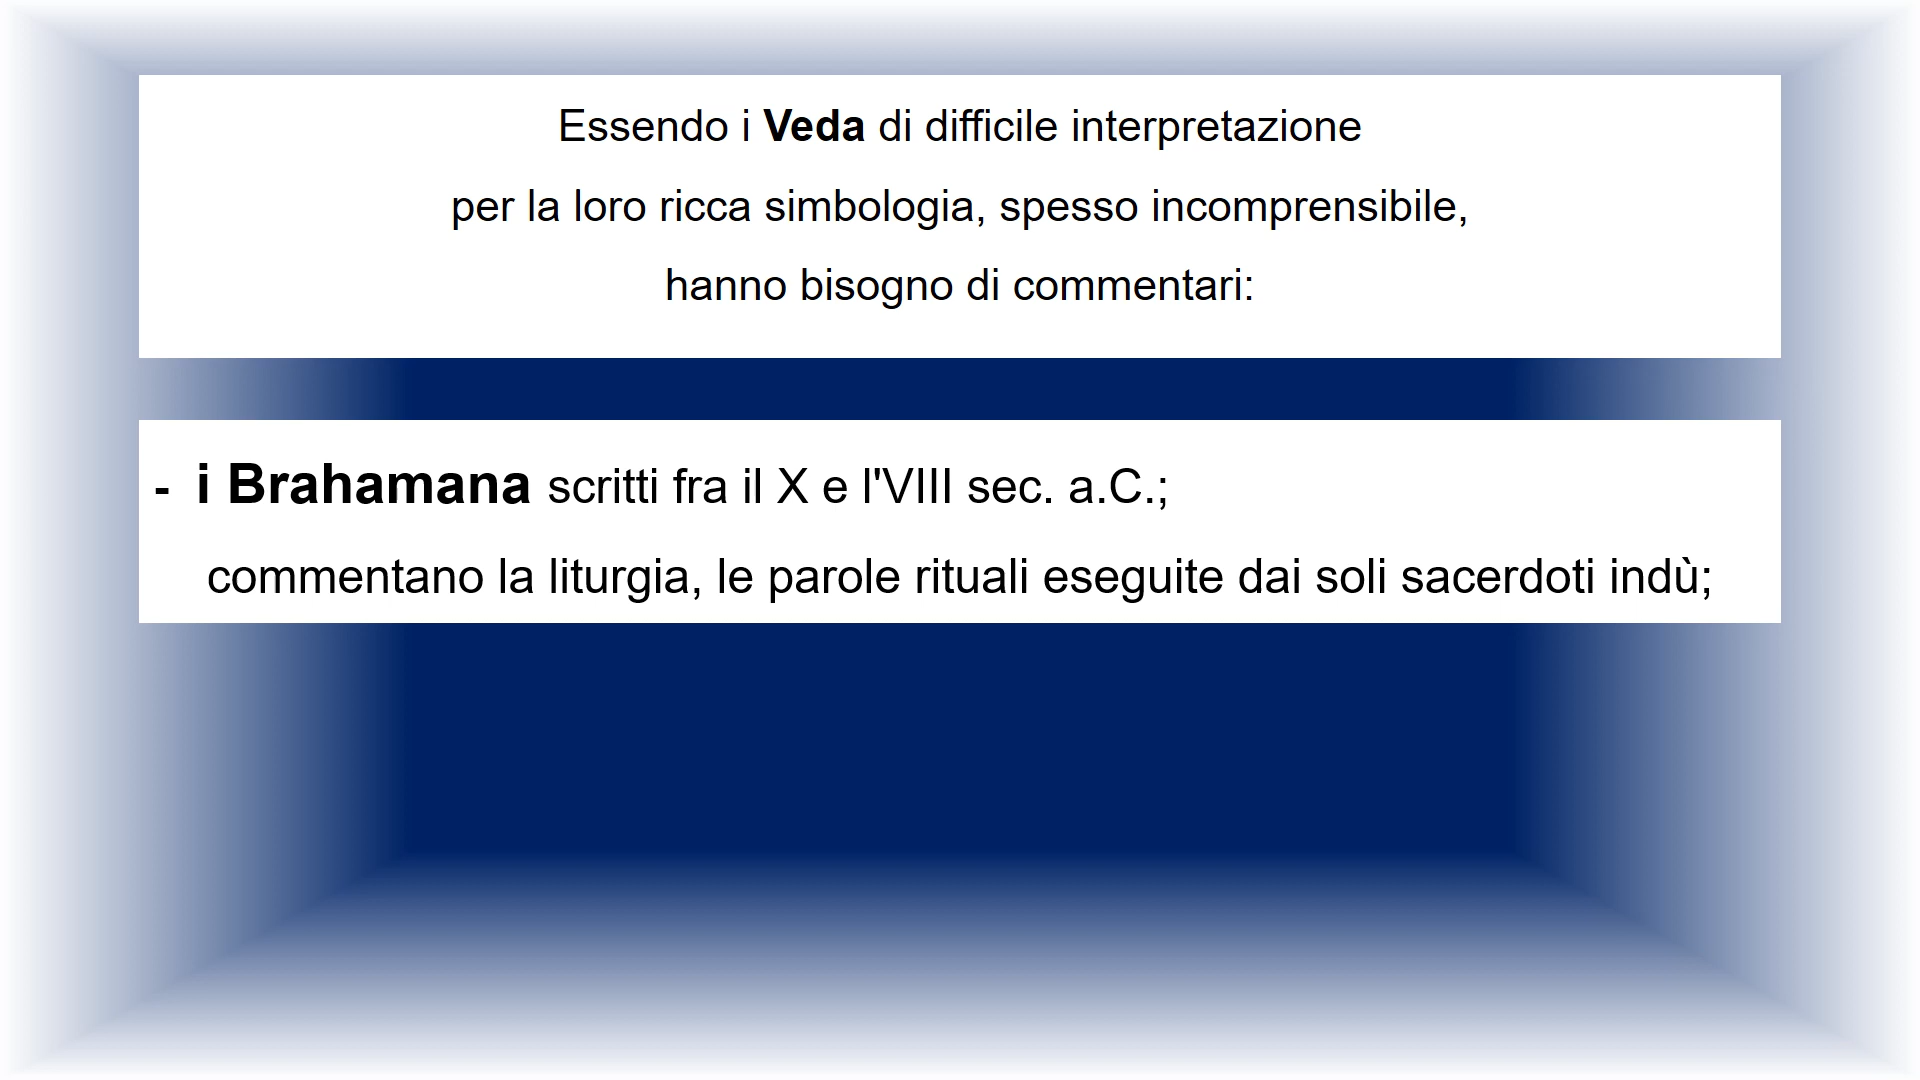 Essendo i Veda di difficile interpretazione
per la loro ricca simbologia, spesso incomprensibile,
hanno bisogno di commentari:
- i Brahamana scritti fra il X e l'VIII sec. a.C.;
commentano la liturgia, le parole rituali eseguite dai soli sacerdoti indù;